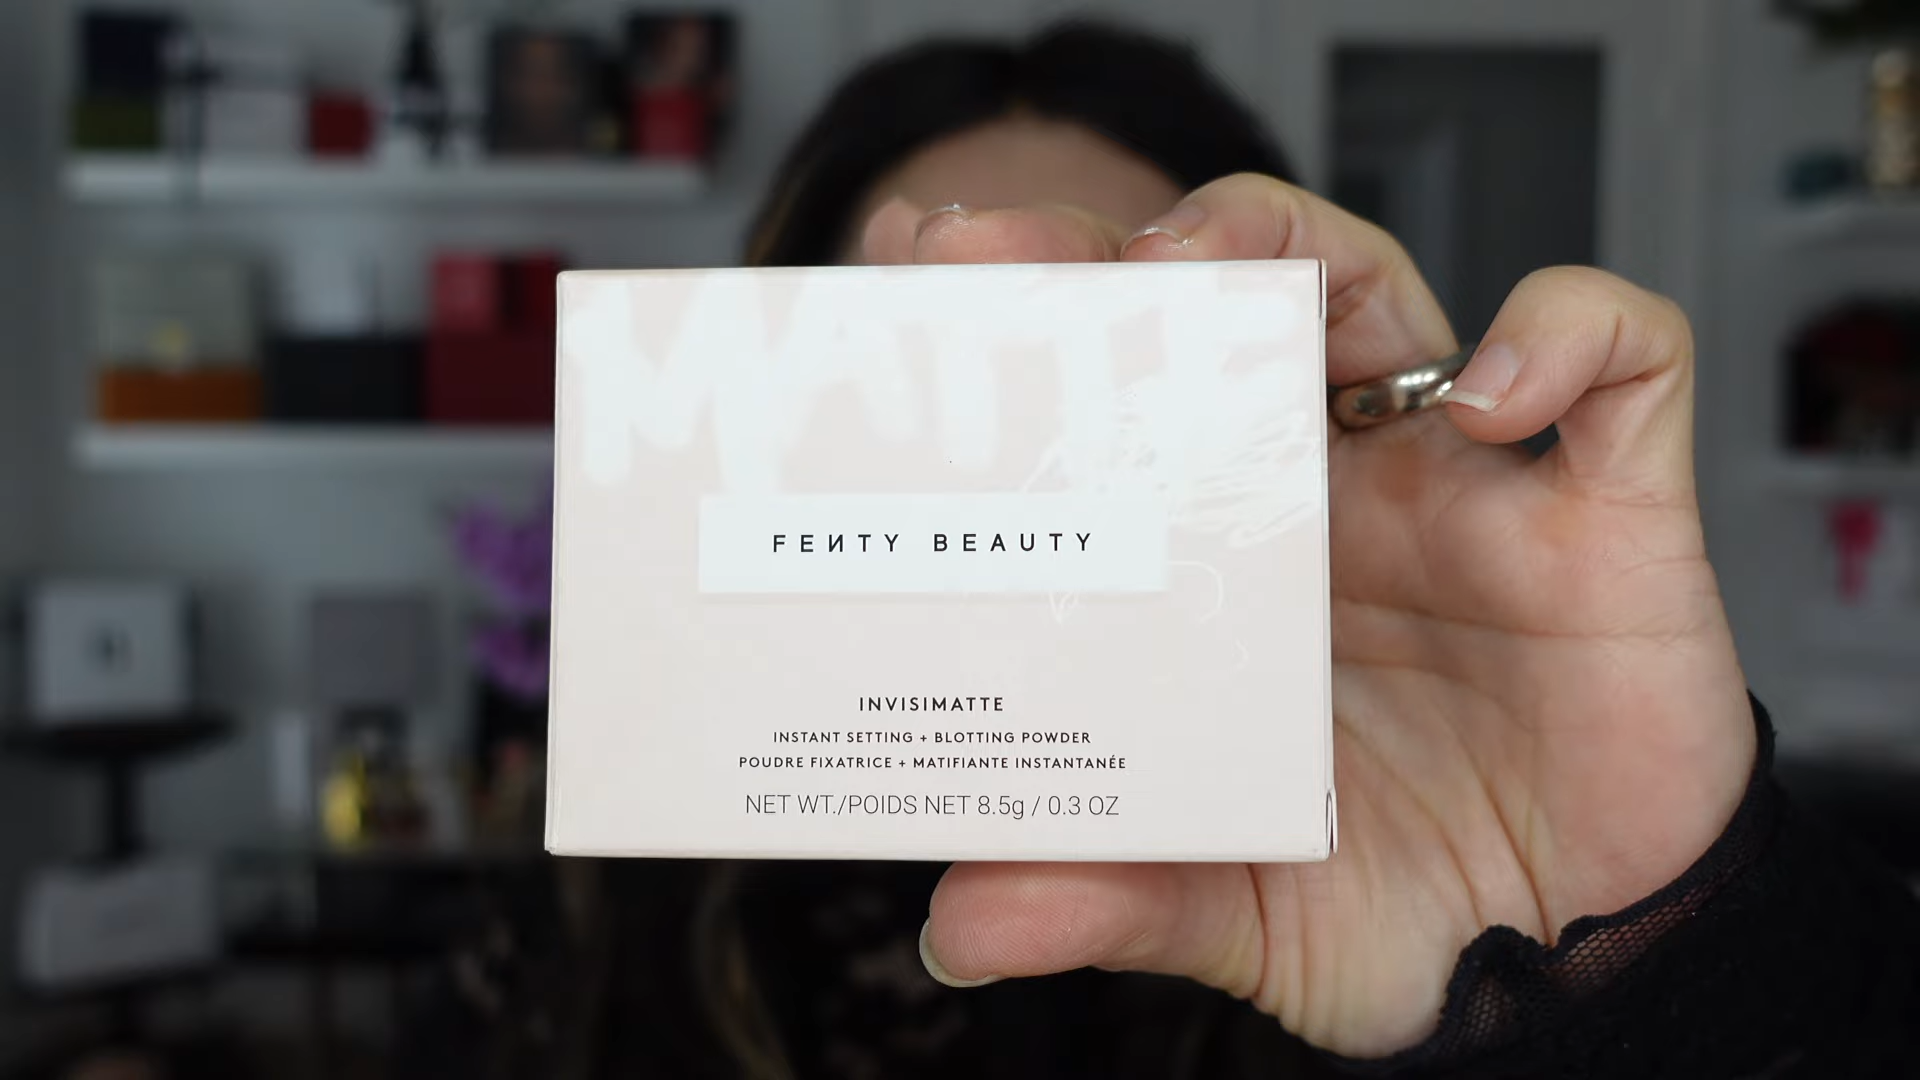 MATTE
FEИTY BEAUTY
INVISIMATTE
INSTANT SETTING + BLOTTING POWDER
POUDRE FIXATRICE + MATIFIANTE INSTANTANÉE
NET WT./POIDS NET 8.5g / 0.3 OZ